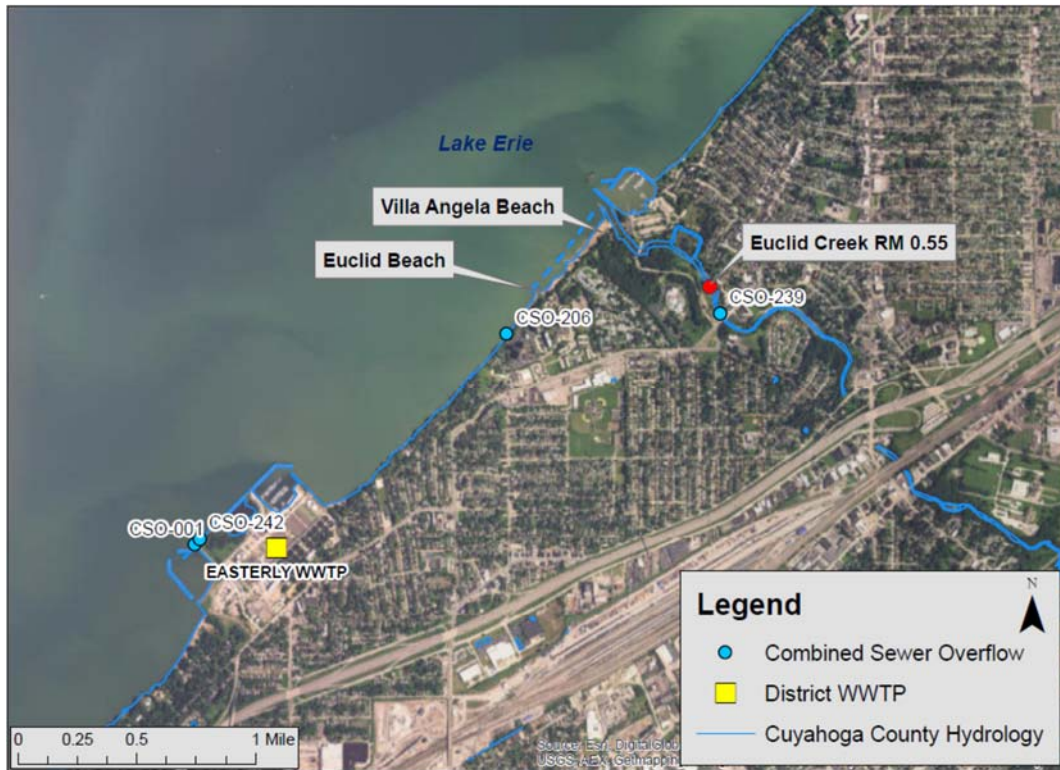 Lake Erie
Villa Angela Beach
Euclid Creek RM 0.55
Euclid Beach
CSO-239
CSO-206
CSO-001
CSO-242
EASTERLY WWTP
Legend
N
Combined Sewer Overflow
District WWTP
Cuyahoga County Hydrology
0 0.25 0.5 1 Mile
Source: Esri, DigitalGlob
USGS, AEX, Getmappin